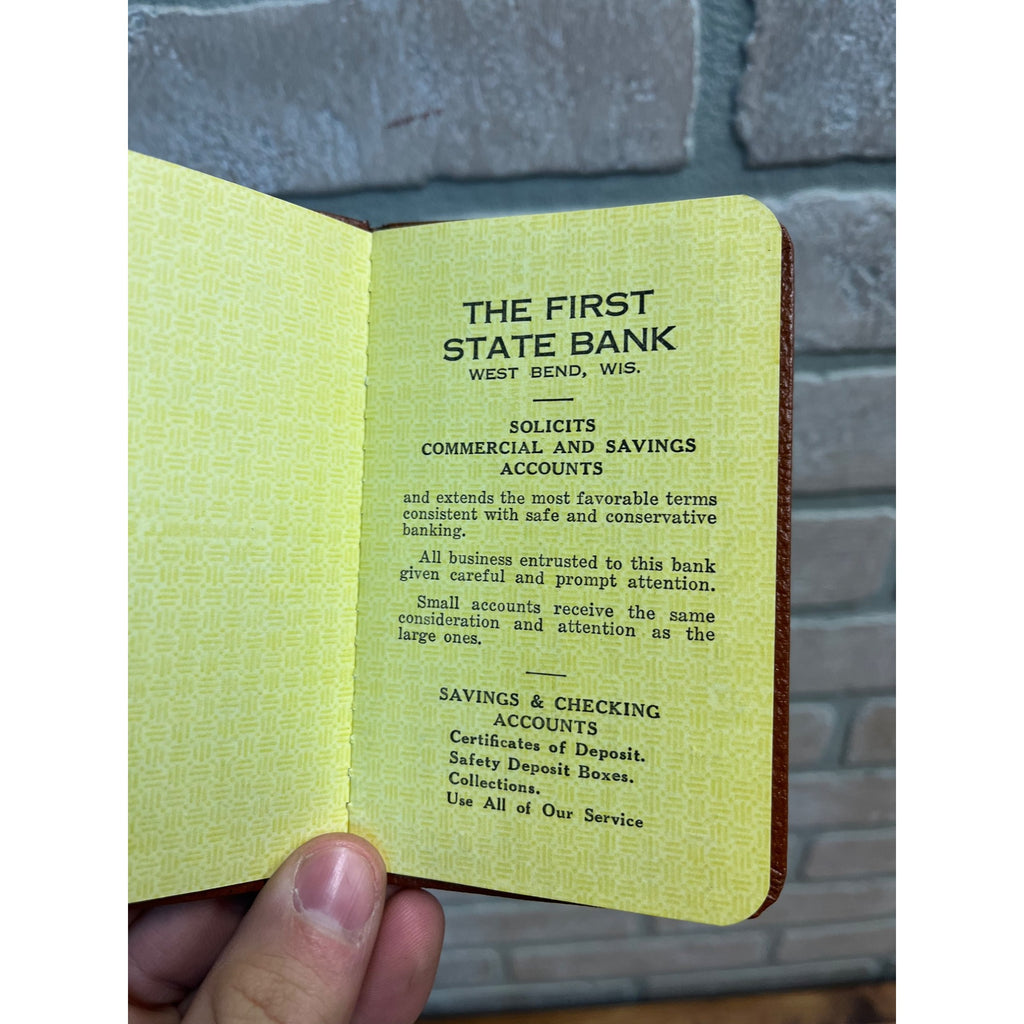 THE FIRST
STATE BANK
WEST BEND, WIS.
SOLICITS
COMMERCIAL AND SAVINGS
ACCOUNTS
and extends the most favorable terms
consistent with safe and conservative
banking.
All business entrusted to this bank
given careful and prompt attention.
Small accounts receive the same
consideration and attention as the
large ones.
SAVINGS & CHECKING
ACCOUNTS
Certificates of Deposit.
Safety Deposit Boxes.
Collections.
Use All of Our Service